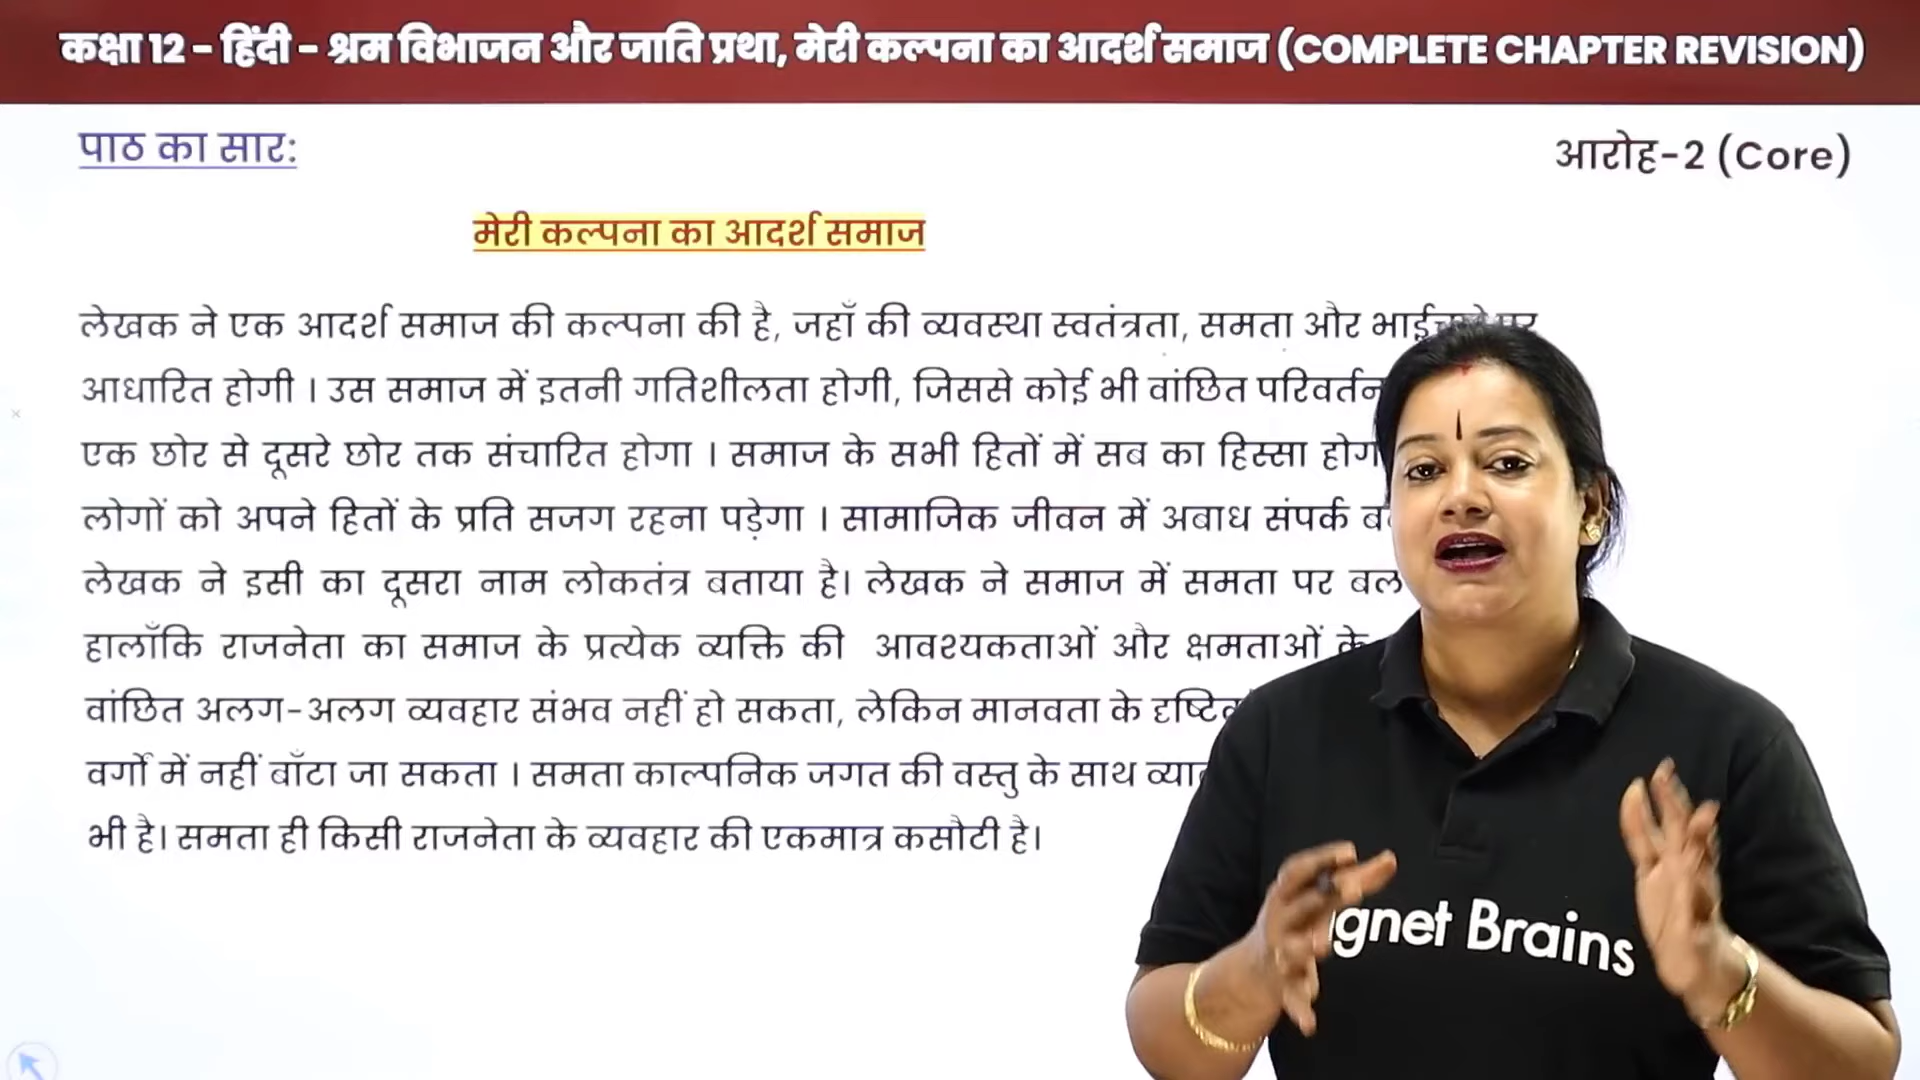 कक्षा 12 - हिंदी - श्रम विभाजन और जाति प्रथा, मेरी कल्पना का आदर्श समाज (COMPLETE CHAPTER REVISION)
पाठ का सार:
आरोह-2 (Core)
मेरी कल्पना का आदर्श समाज
लेखक ने एक आदर्श समाज की कल्पना की है, जहाँ की व्यवस्था स्वतंत्रता, समता और
आधारित होगी । उस समाज में इतनी गतिशीलता होगी, जिससे कोई भी वांछित परिवर्तन
एक छोर से दूसरे छोर तक संचारित होगा । समाज के सभी हितों में सब का हिस्सा
लोगों को अपने हितों के प्रति सजग रहना पड़ेगा । सामाजिक जीवन में अबाध संपर्क
लेखक ने इसी का दूसरा नाम लोकतंत्र बताया है। लेखक ने समाज में समता पर बल
हालाँकि राजनेता का समाज के प्रत्येक व्यक्ति की आवश्यकताओं और क्षमताओं के
वांछित अलग-अलग व्यवहार संभव नहीं हो सकता, लेकिन मानवता के
वर्गों में नहीं बाँटा जा सकता । समता काल्पनिक जगत की वस्तु के साथ
भी है। समता ही किसी राजनेता के व्यवहार की एकमात्र कसौटी है।
Brains